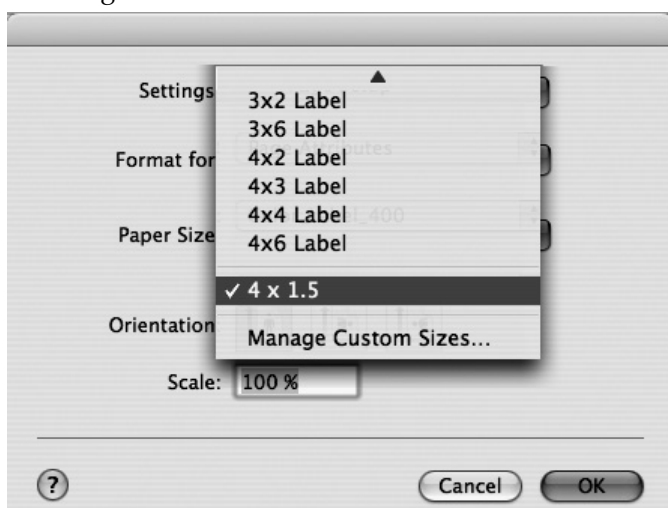 Settings
3x2 Label
3x6 Label
Format for
4x2 Label
4x3 Label
4x4 Label
Paper Size
4x6 Label
✓ 4 x 1.5
Orientation
Manage Custom Sizes...
Scale: 100 %
?
Cancel OK